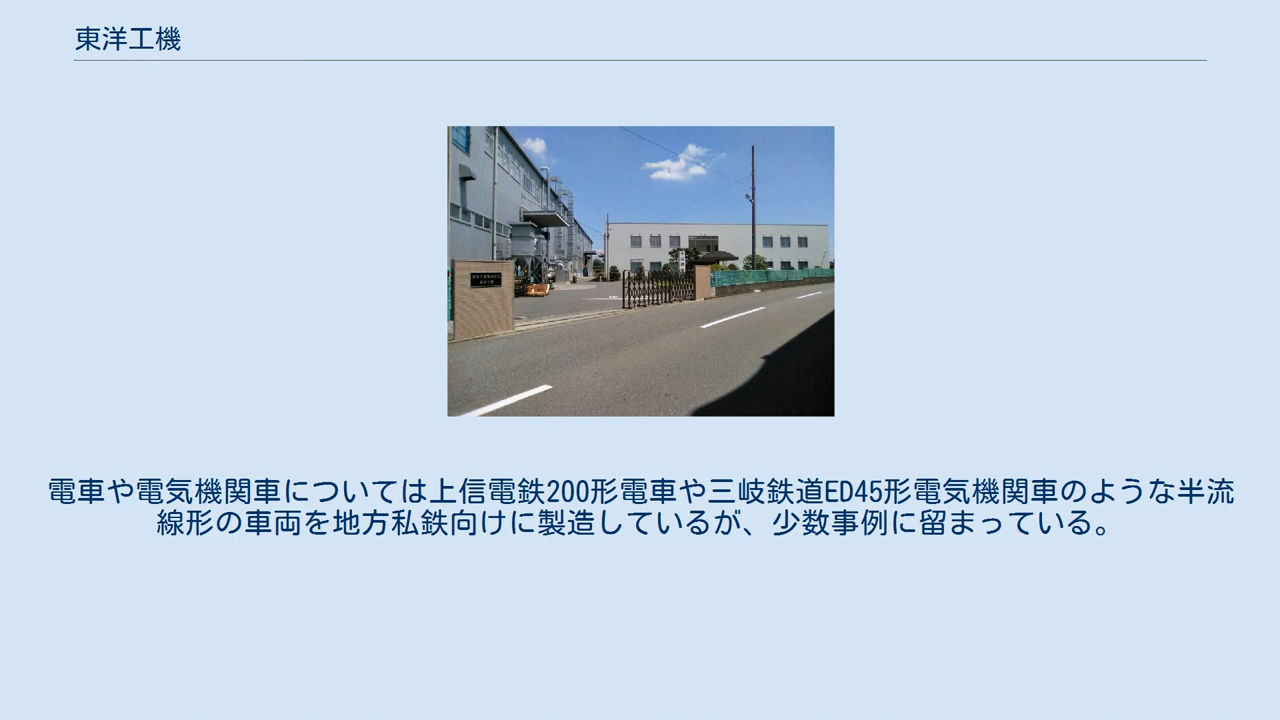 東洋工機
電車や電気機関車については上信電鉄200形電車や三岐鉄道ED45形電気機関車のような半流
線形の車両を地方私鉄向けに製造しているが、少数事例に留まっている。